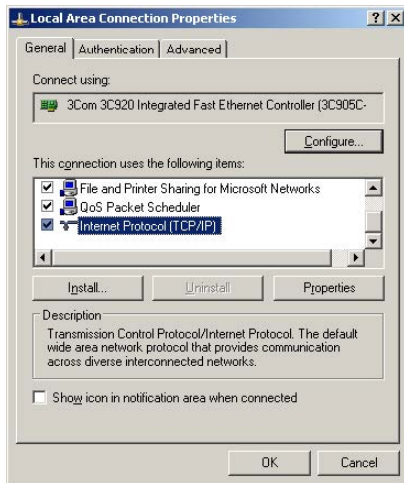 Local Area Connection Properties
General Authentication Advanced
Connect using:
3Com 3C920 Integrated Fast Ethernet Controller (3C905C-
Configure...
This connection uses the following items:
File and Printer Sharing for Microsoft Networks
QoS Packet Scheduler
Internet Protocol (TCP/IP)
Install... Uninstall Properties
Description
Transmission Control Protocol/Internet Protocol. The default
wide area network protocol that provides communication
across diverse interconnected networks.
Show icon in notification area when connected
OK Cancel